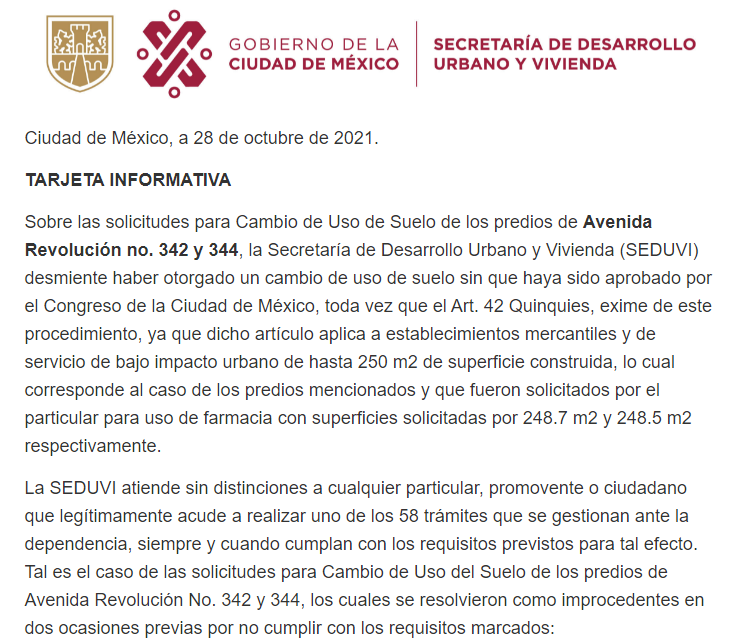 GOBIERNO DE LA
CIUDAD DE MÉXICO
SECRETARÍA DE DESARROLLO
URBANO Y VIVIENDA
Ciudad de México, a 28 de octubre de 2021.
TARJETA INFORMATIVA
Sobre las solicitudes para Cambio de Uso de Suelo de los predios de Avenida
Revolución no. 342 y 344, la Secretaría de Desarrollo Urbano y Vivienda (SEDUVI)
desmiente haber otorgado un cambio de uso de suelo sin que haya sido aprobado por
el Congreso de la Ciudad de México, toda vez que el Art. 42 Quinquies, exime de este
procedimiento, ya que dicho artículo aplica a establecimientos mercantiles y de
servicio de bajo impacto urbano de hasta 250 m2 de superficie construida, lo cual
corresponde al caso de los predios mencionados y que fueron solicitados por el
particular para uso de farmacia con superficies solicitadas por 248.7 m2 y 248.5 m2
respectivamente.
La SEDUVI atiende sin distinciones a cualquier particular, promovente o ciudadano
que legítimamente acude a realizar uno de los 58 trámites que se gestionan ante la
dependencia, siempre y cuando cumplan con los requisitos previstos para tal efecto.
Tal es el caso de las solicitudes para Cambio de Uso del Suelo de los predios de
Avenida Revolución No. 342 y 344, los cuales se resolvieron como improcedentes en
dos ocasiones previas por no cumplir con los requisitos marcados: